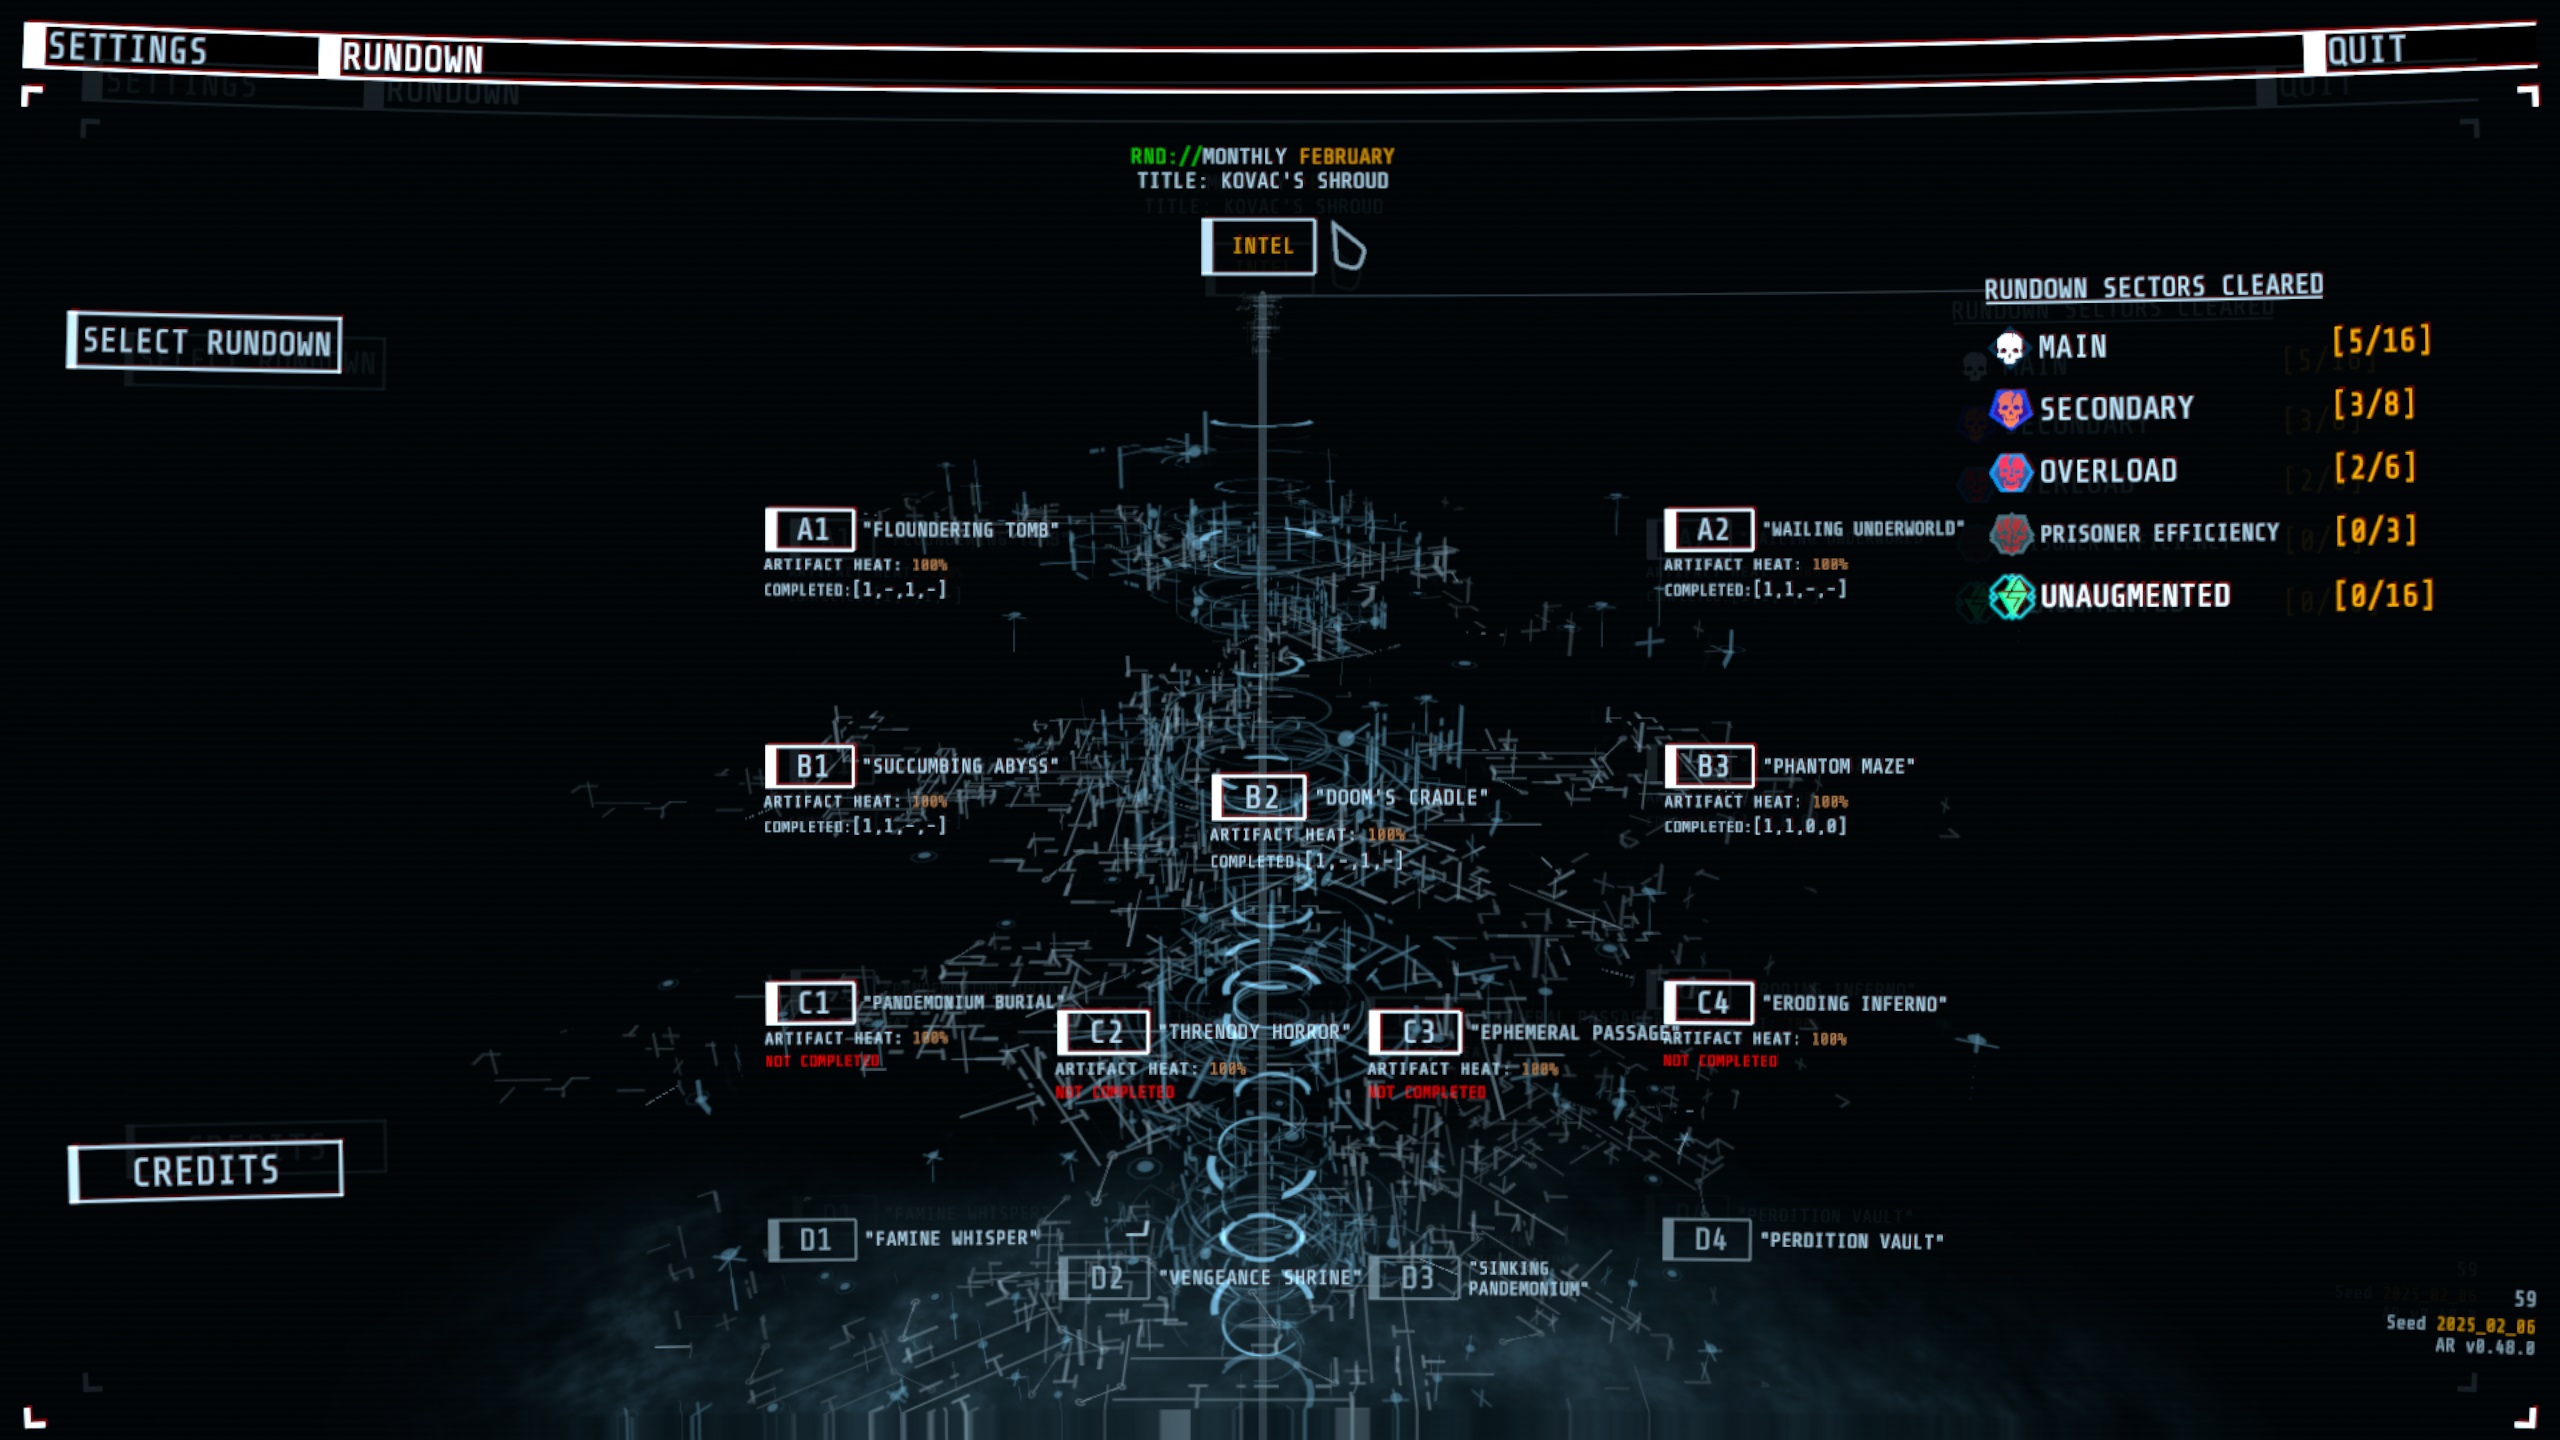 SETTINGS
RUNDOWN
QUIT
RND://MONTHLY FEBRUARY
TITLE: KOVAC'S SHROUD
INTEL
SELECT RUNDOWN
RUNDOWN SECTORS CLEARED
MAIN [5/16]
SECONDARY [3/8]
OVERLOAD [2/6]
PRISONER EFFICIENCY [0/3]
UNAUGMENTED [0/16]
A1 "FLOUNDERING TOMB"
ARTIFACT HEAT: 100%
COMPLETED:[1,-,1,-]
A2 "WAILING UNDERWORLD"
ARTIFACT HEAT: 100%
COMPLETED:[1,1,-,-]
B1 "SUCCUMBING ABYSS"
ARTIFACT HEAT: 100%
COMPLETED:[1,1,-,-]
B2 "DOOM'S CRADLE"
ARTIFACT HEAT: 100%
COMPLETED:[1,-,1,-]
B3 "PHANTOM MAZE"
ARTIFACT HEAT: 100%
COMPLETED:[1,1,0,0]
C1 "PANDEMONIUM BURIAL"
ARTIFACT HEAT: 100%
NOT COMPLETED
C2 "THRENODY HORROR"
ARTIFACT HEAT: 100%
NOT COMPLETED
C3 "EPHEMERAL PASSAGE"
ARTIFACT HEAT: 100%
NOT COMPLETED
C4 "ERODING INFERNO"
ARTIFACT HEAT: 100%
NOT COMPLETED
CREDITS
D1 "FAMINE WHISPER"
D2 "VENGEANCE SHRINE"
D3 "SINKING
PANDEMONIUM"
D4 "PERDITION VAULT"
59
Seed 2025_02_06
AR v0.48.0